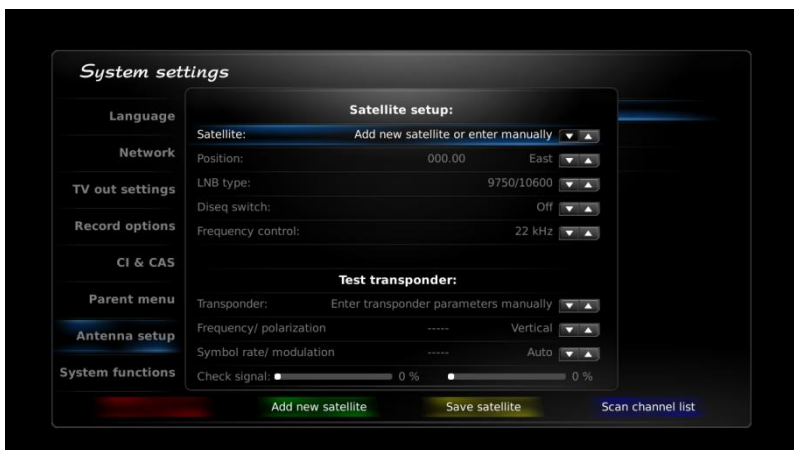 System settings
Language
Network
TV out settings
Record options
CI & CAS
Parent menu
Antenna setup
System functions
Satellite setup:
Satellite: Add new satellite or enter manually
Position: 000.00 East
LNB type: 9750/10600
Diseq switch: Off
Frequency control: 22 kHz
Test transponder:
Transponder: Enter transponder parameters manually
Frequency/ polarization ----- Vertical
Symbol rate/ modulation ----- Auto
Check signal: 0 % 0 %
Add new satellite Save satellite Scan channel list